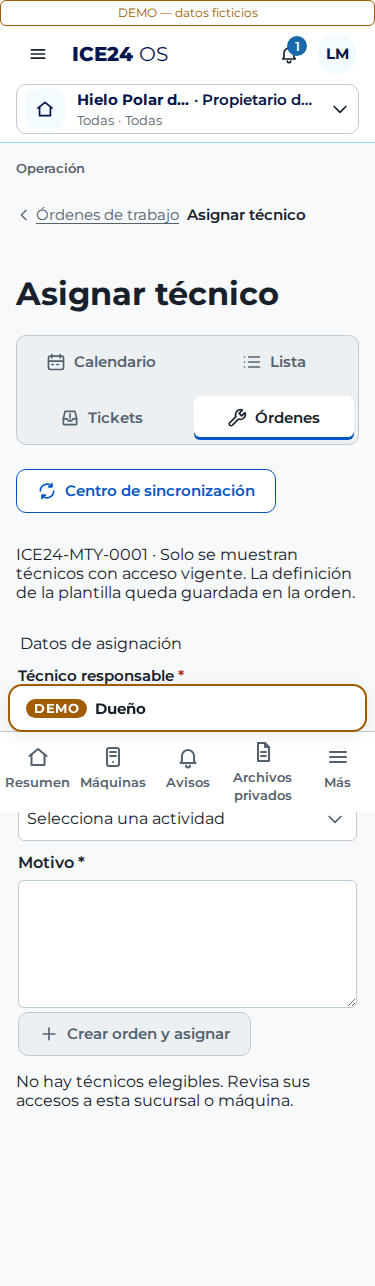 DEMO — datos ficticios
ICE24 OS
1
LM
Hielo Polar d... · Propietario d...
Todas · Todas
Operación
Órdenes de trabajo Asignar técnico
Asignar técnico
Calendario
Lista
Tickets
Órdenes
Centro de sincronización
ICE24-MTY-0001 · Solo se muestran
técnicos con acceso vigente. La definición
de la plantilla queda guardada en la orden.
Datos de asignación
Técnico responsable *
DEMO Dueño
Resumen
Máquinas
Avisos
Archivos
privados
Más
Selecciona una actividad
Motivo *
Crear orden y asignar
No hay técnicos elegibles. Revisa sus
accesos a esta sucursal o máquina.